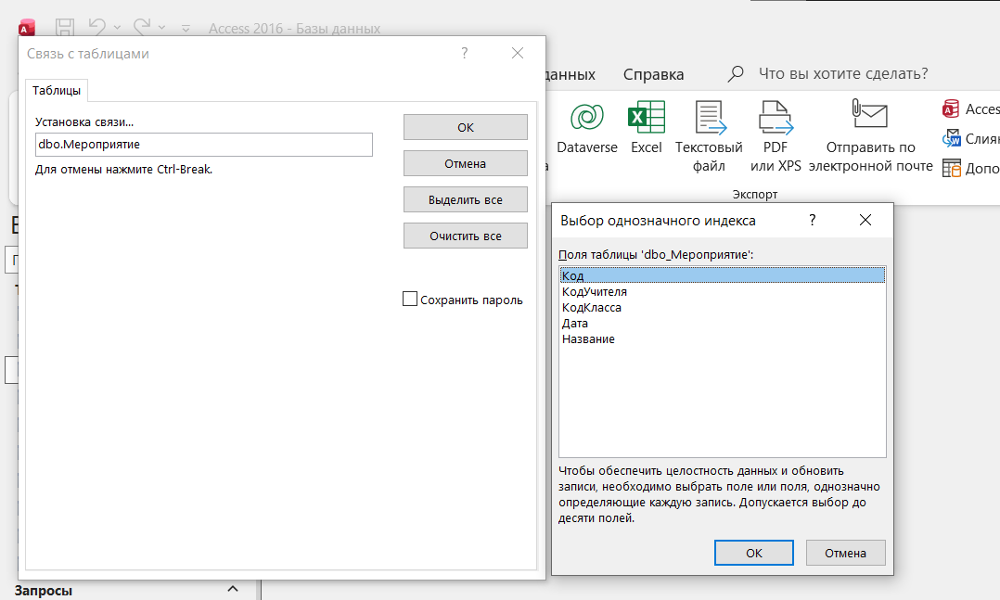 Access 2016 - Базы данных
Связь с таблицами
?
Таблицы
Установка связи...
dbo.Мероприятие
Для отмены нажмите Ctrl-Break.
OK
Отмена
Выделить все
Очистить все
Сохранить пароль
данных
Справка
Что вы хотите сделать?
Dataverse
Excel
Текстовый
файл
PDF
или XPS
Отправить по
электронной почте
Экспорт
Выбор однозначного индекса
?
Поля таблицы 'dbo_Мероприятие':
Код
КодУчителя
КодКласса
Дата
Название
Чтобы обеспечить целостность данных и обновить
записи, необходимо выбрать поле или поля, однозначно
определяющие каждую запись. Допускается выбор до
десяти полей.
OK
Отмена
Запросы